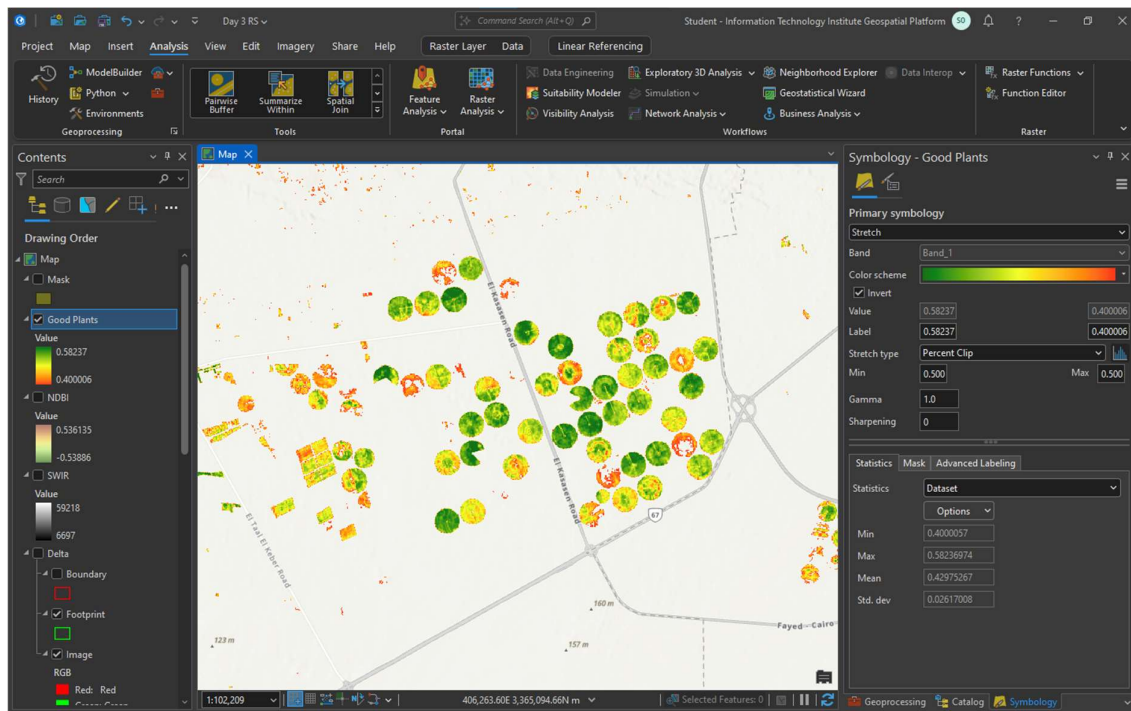 Day 3 RS
Command Search (Alt+Q)
Student - Information Technology Institute Geospatial Platform
SO
?
Project Map Insert Analysis View Edit Imagery Share Help Raster Layer Data Linear Referencing
History
ModelBuilder
Python
Environments
Geoprocessing
Pairwise Buffer
Summarize Within
Spatial Join
Tools
Feature Analysis
Raster Analysis
Portal
Data Engineering Exploratory 3D Analysis Neighborhood Explorer Data Interop
Suitability Modeler Simulation Geostatistical Wizard
Visibility Analysis Network Analysis Business Analysis
Workflows
Raster Functions
Function Editor
Raster
Contents
Search
Drawing Order
Map
Mask
Good Plants
Value
0.58237
0.400006
NDBI
Value
0.536135
-0.53886
SWIR
Value
59218
6697
Delta
Boundary
Footprint
Image
RGB
Red: Red
Green: Green
Map
El Kasasen Road
El Kasasen Road
El Taal El Keber Road
67
160 m
123 m
157 m
Fayed - Cairo
1:102,209
406,263.60E 3,365,094.66N m
Selected Features: 0
Symbology - Good Plants
Primary symbology
Stretch
Band Band_1
Color scheme
Invert
Value 0.58237 0.400006
Label 0.58237 0.400006
Stretch type Percent Clip
Min 0.500 Max 0.500
Gamma 1.0
Sharpening 0
Statistics Mask Advanced Labeling
Statistics Dataset
Options
Min 0.4000057
Max 0.58236974
Mean 0.42975267
Std. dev 0.02617008
Geoprocessing Catalog Symbology